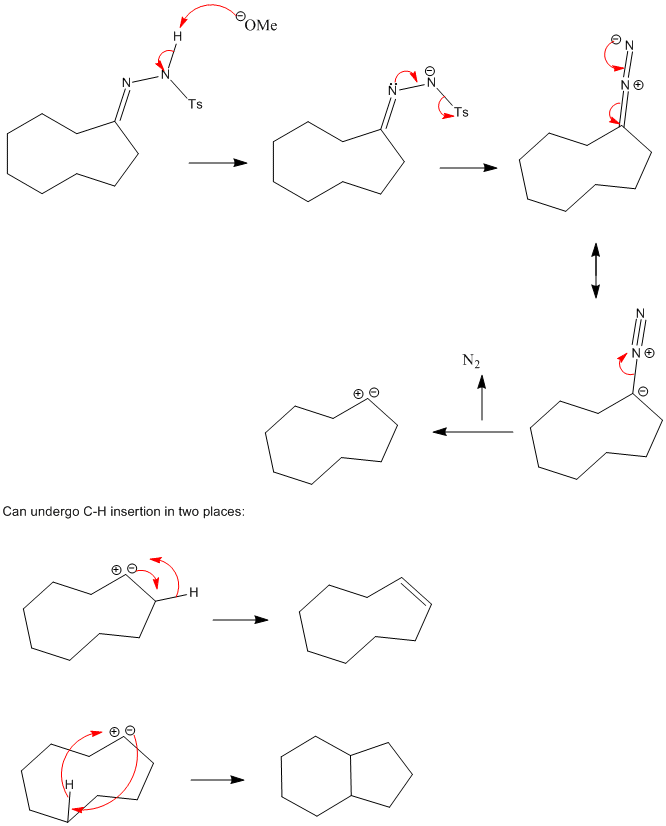 ⊖OMe
H
N
N
Ts
N̈
N
⊖
Ts
⊖
N
N⊕
N
N⊕
⊖
N₂
⊕ ⊖
Can undergo C-H insertion in two places:
⊕ ⊖
H
⊕ ⊖
H